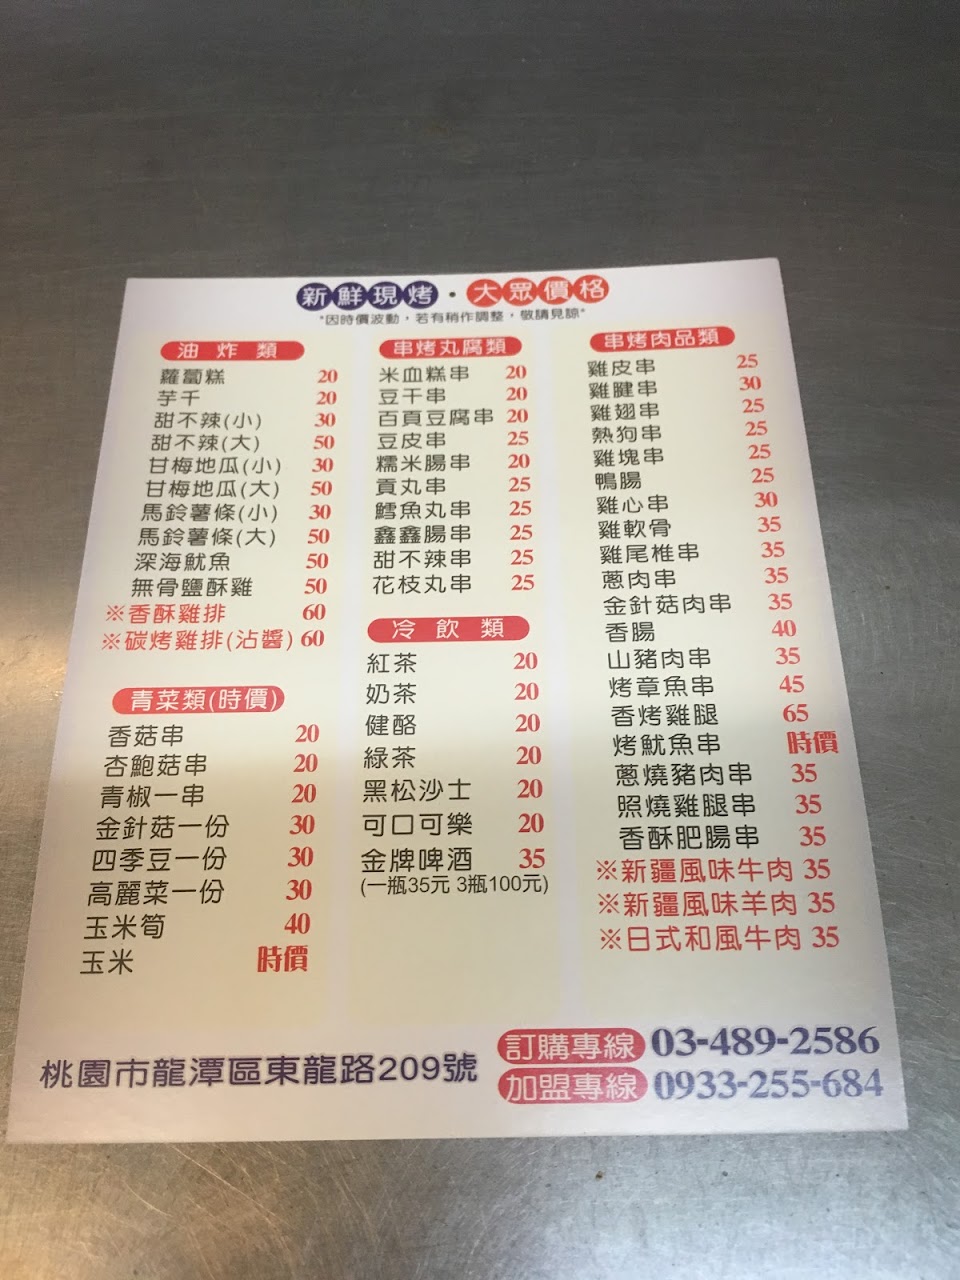 新鮮現烤・大眾價格
"因時價波動，若有稍作調整，敬請見諒"
油炸類
蘿蔔糕 20
芋千 20
甜不辣(小) 30
甜不辣(大) 50
甘梅地瓜(小) 30
甘梅地瓜(大) 50
馬鈴薯條(小) 30
馬鈴薯條(大) 50
深海魷魚 50
無骨鹽酥雞 50
※香酥雞排 60
※碳烤雞排(沾醬) 60
青菜類(時價)
香菇串 20
杏鮑菇串 20
青椒一串 20
金針菇一份 30
四季豆一份 30
高麗菜一份 30
玉米筍 40
玉米 時價
串烤丸腐類
米血糕串 20
豆干串 20
百頁豆腐串 20
豆皮串 25
糯米腸串 20
貢丸串 25
鱈魚丸串 25
鑫鑫腸串 25
甜不辣串 25
花枝丸串 25
冷飲類
紅茶 20
奶茶 20
健酪 20
綠茶 20
黑松沙士 20
可口可樂 20
金牌啤酒 35
(一瓶35元 3瓶100元)
串烤肉品類
雞皮串 25
雞腱串 30
雞翅串 25
熱狗串 25
雞塊串 25
鴨腸 25
雞心串 30
雞軟骨 35
雞尾椎串 35
蔥肉串 35
金針菇肉串 35
香腸 40
山豬肉串 35
烤章魚串 45
香烤雞腿 65
烤魷魚串 時價
蔥燒豬肉串 35
照燒雞腿串 35
香酥肥腸串 35
※新疆風味牛肉 35
※新疆風味羊肉 35
※日式和風牛肉 35
桃園市龍潭區東龍路209號
訂購專線 03-489-2586
加盟專線 0933-255-684